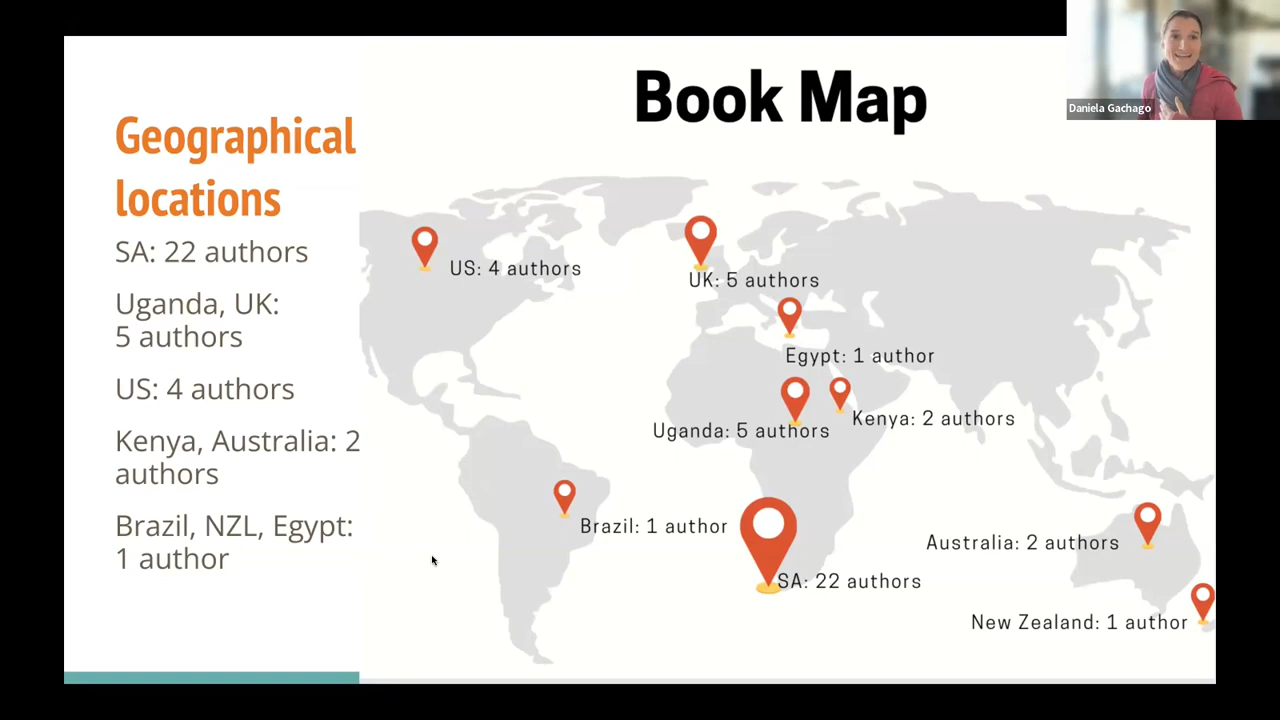 Book Map
Daniela Gachago
Geographical
locations
SA: 22 authors
Uganda, UK:
5 authors
US: 4 authors
Kenya, Australia: 2
authors
Brazil, NZL, Egypt:
1 author
US: 4 authors
UK: 5 authors
Egypt: 1 author
Kenya: 2 authors
Uganda: 5 authors
Brazil: 1 author
Australia: 2 authors
SA: 22 authors
New Zealand: 1 author